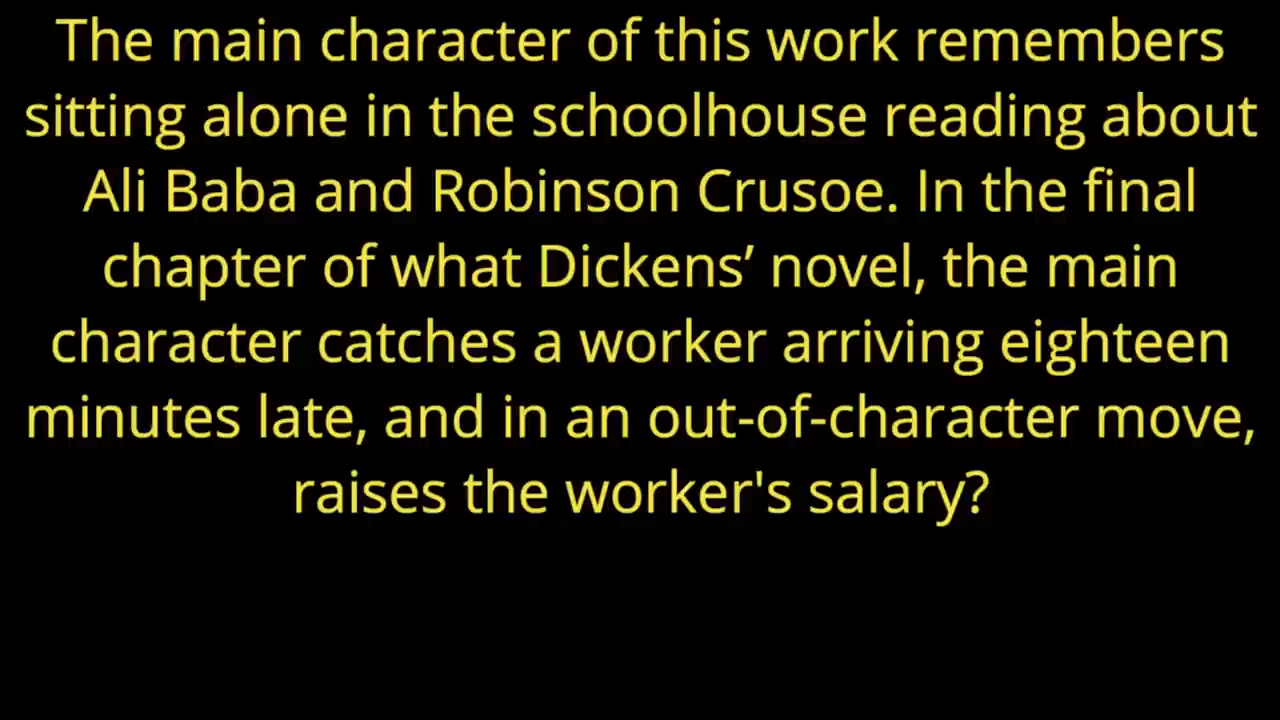 The main character of this work remembers
sitting alone in the schoolhouse reading about
Ali Baba and Robinson Crusoe. In the final
chapter of what Dickens’ novel, the main
character catches a worker arriving eighteen
minutes late, and in an out-of-character move,
raises the worker's salary?